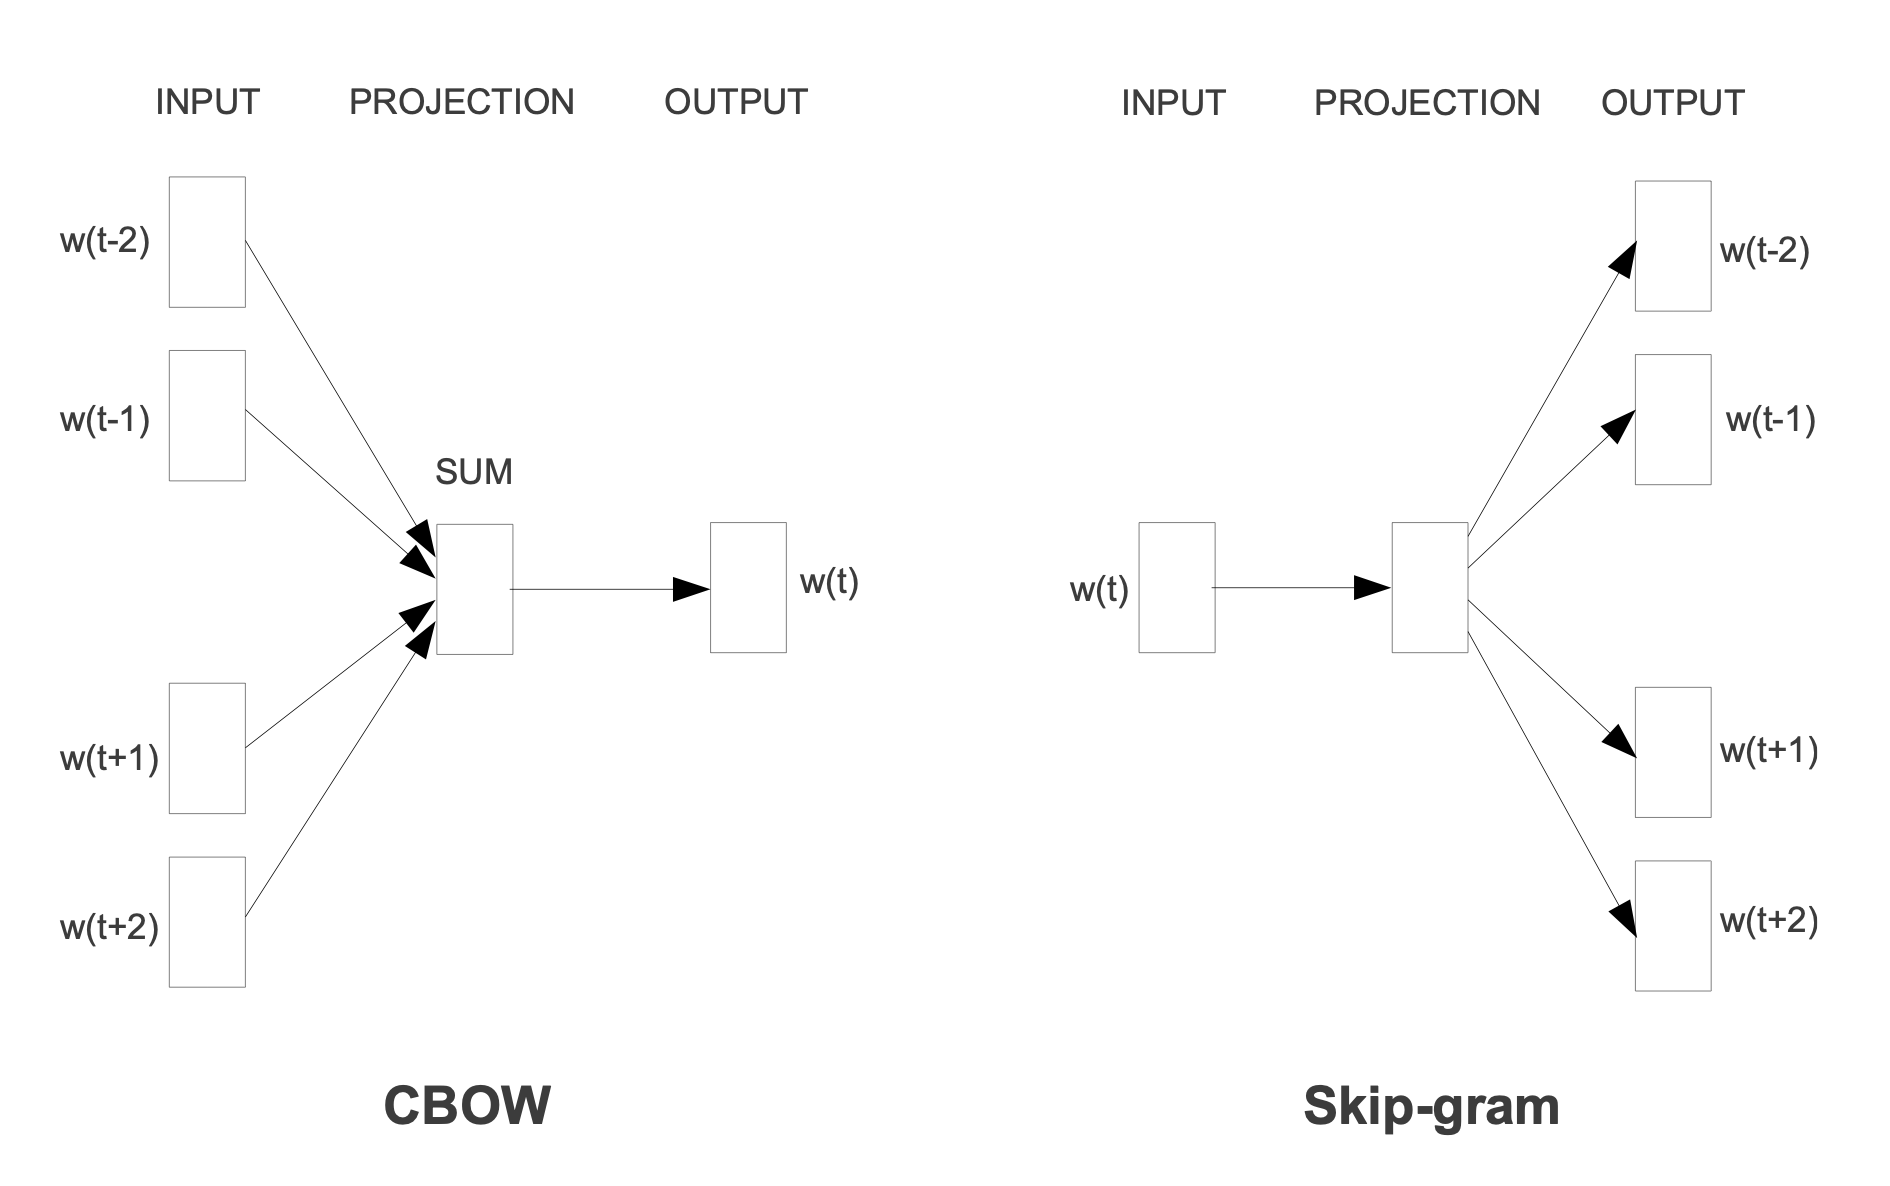 INPUT PROJECTION OUTPUT
w(t-2)
w(t-1)
SUM
w(t)
w(t+1)
w(t+2)
CBOW
INPUT PROJECTION OUTPUT
w(t-2)
w(t-1)
w(t)
w(t+1)
w(t+2)
Skip-gram